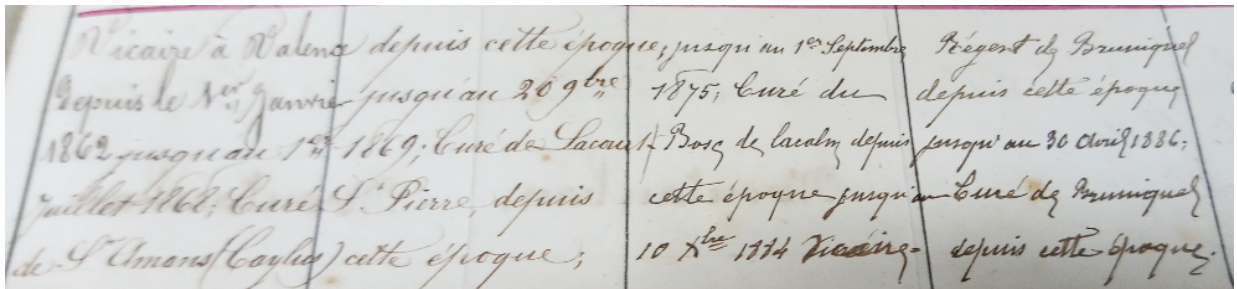 Vicaire à Valence
Depuis le 1er Janvier
1862 jusqu'au 1er
Juillet 1868; Curé
de St Amans (Caylus)
depuis cette époque,
jusqu'au 20 9bre
1869; Curé de Lacourt
St Pierre, depuis
cette époque;
jusqu'au 1er Septembre
1875; Curé du
Bosq de lacalm depuis
cette époque jusqu'au
10 Xbre 1884 Vicaire-
Régent de Bruniquel
depuis cette époque
jusqu'au 30 Avril 1886;
Curé de Bruniquel
depuis cette époque.